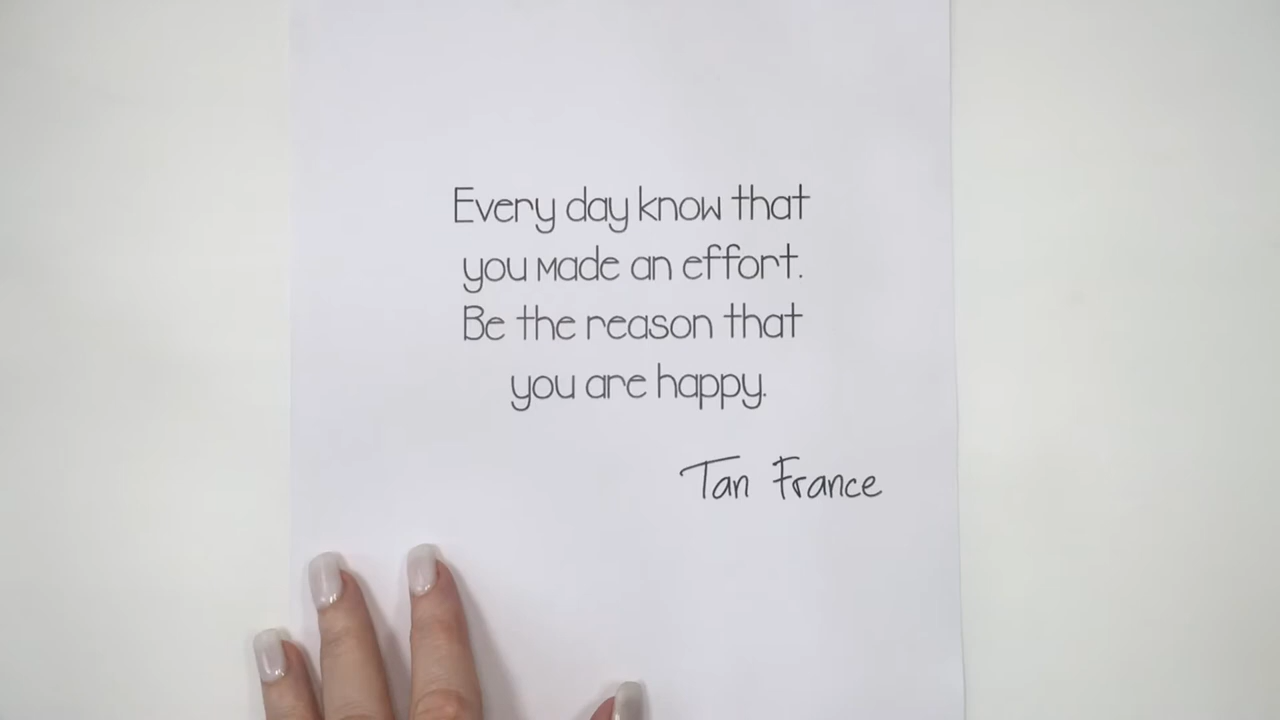 Every day know that
you made an effort.
Be the reason that
you are happy.
Tan France